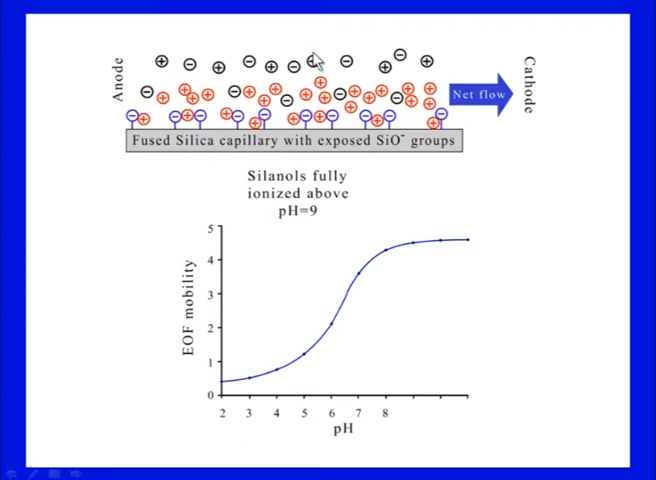 Anode
Cathode
Net flow
Fused Silica capillary with exposed SiO⁻ groups
Silanols fully
ionized above
pH=9
EOF mobility
5
4
3
2
1
0
2 3 4 5 6 7 8
pH